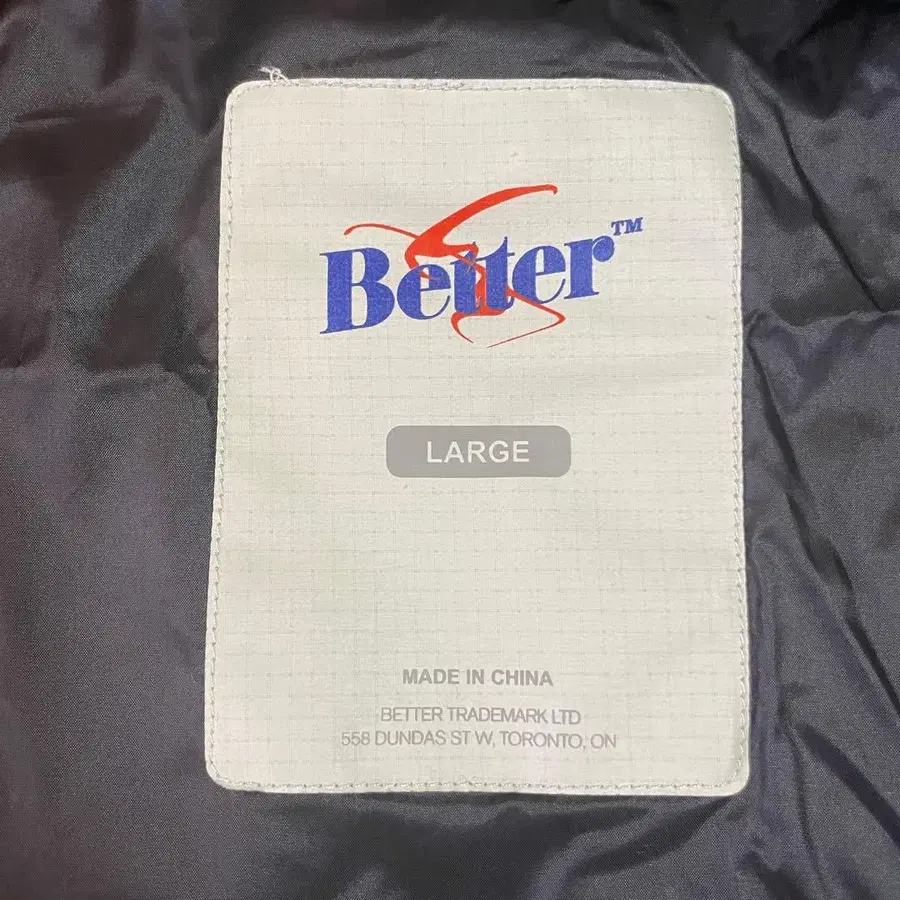 Better™
LARGE
MADE IN CHINA
BETTER TRADEMARK LTD
558 DUNDAS ST W, TORONTO, ON